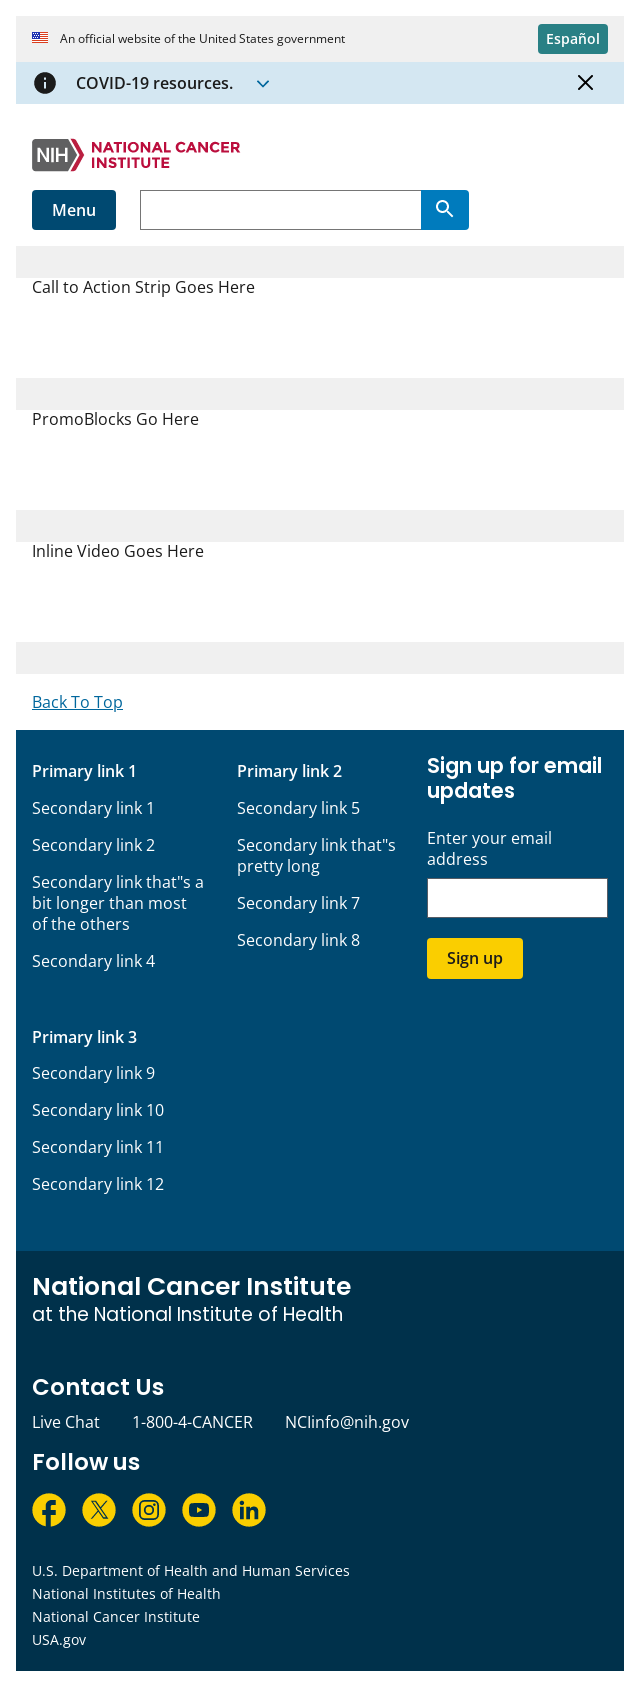 An official website of the United States government
Español
COVID-19 resources.
NIH NATIONAL CANCER
INSTITUTE
Menu
Call to Action Strip Goes Here
PromoBlocks Go Here
Inline Video Goes Here
Back To Top
Primary link 1
Secondary link 1
Secondary link 2
Secondary link that"s a
bit longer than most
of the others
Secondary link 4
Primary link 2
Secondary link 5
Secondary link that"s
pretty long
Secondary link 7
Secondary link 8
Sign up for email
updates
Enter your email
address
Sign up
Primary link 3
Secondary link 9
Secondary link 10
Secondary link 11
Secondary link 12
National Cancer Institute
at the National Institute of Health
Contact Us
Live Chat
1-800-4-CANCER
NCIinfo@nih.gov
Follow us
U.S. Department of Health and Human Services
National Institutes of Health
National Cancer Institute
USA.gov